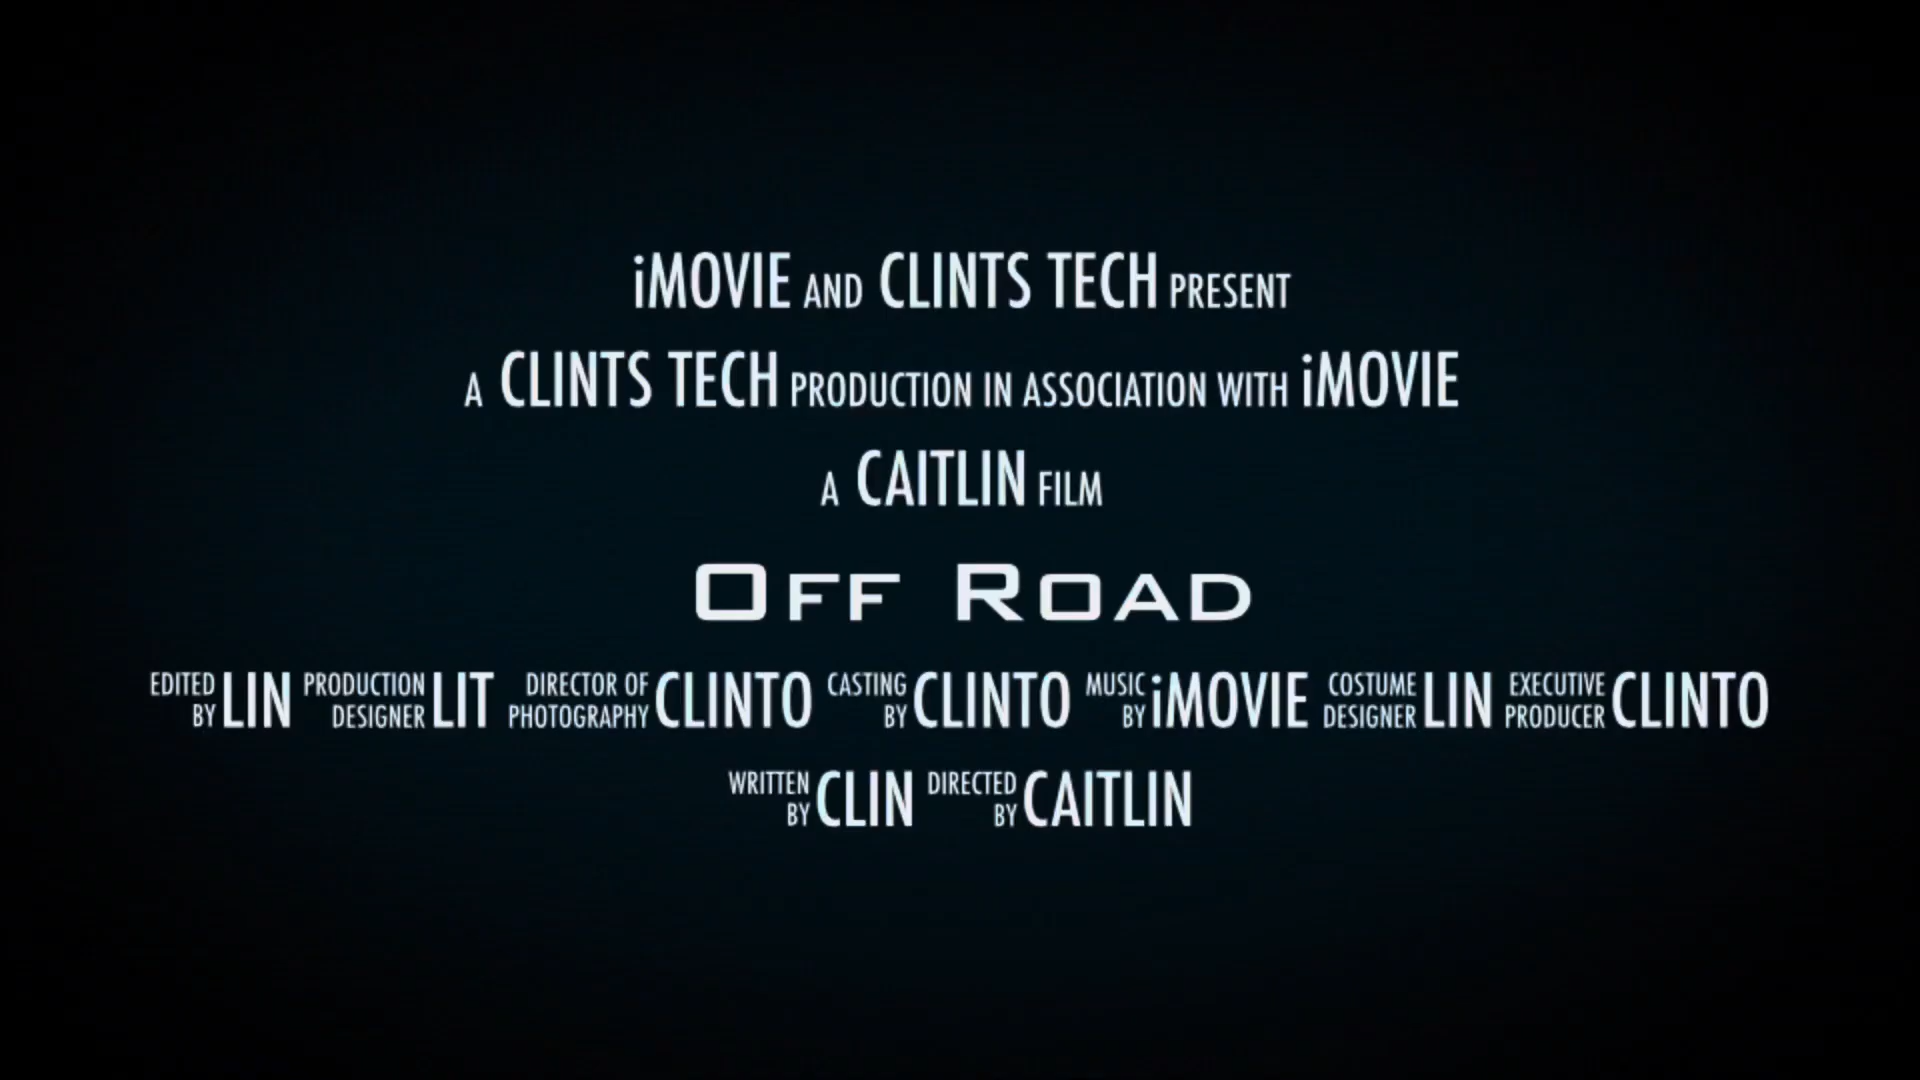 iMOVIE AND CLINTS TECH PRESENT
A CLINTS TECH PRODUCTION IN ASSOCIATION WITH iMOVIE
A CAITLIN FILM
OFF ROAD
EDITED BY LIN PRODUCTION DESIGNER LIT DIRECTOR OF PHOTOGRAPHY CLINTO CASTING BY CLINTO MUSIC BY iMOVIE COSTUME DESIGNER LIN EXECUTIVE PRODUCER CLINTO
WRITTEN BY CLIN DIRECTED BY CAITLIN